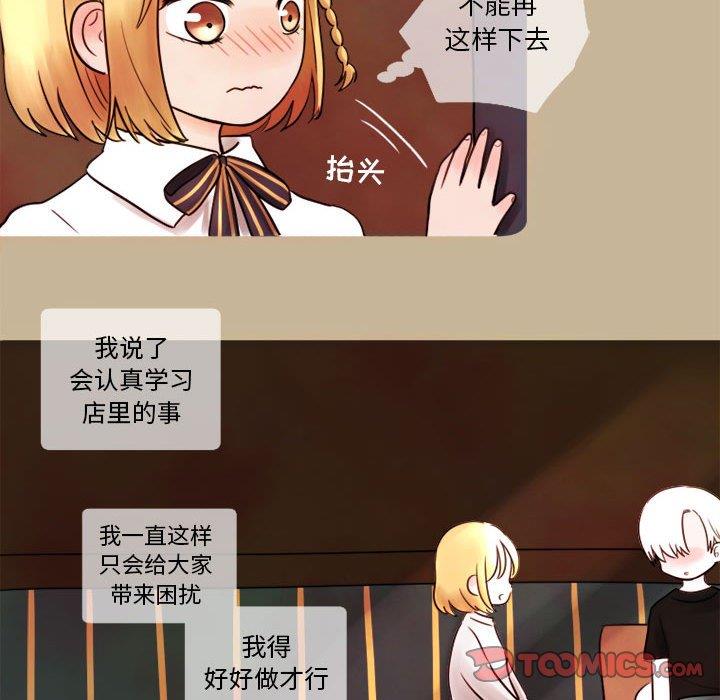 不能再
这样下去
抬头
我说了
会认真学习
店里的事
我一直这样
只会给大家
带来困扰
我得
好好做才行
TOOMICS.COM